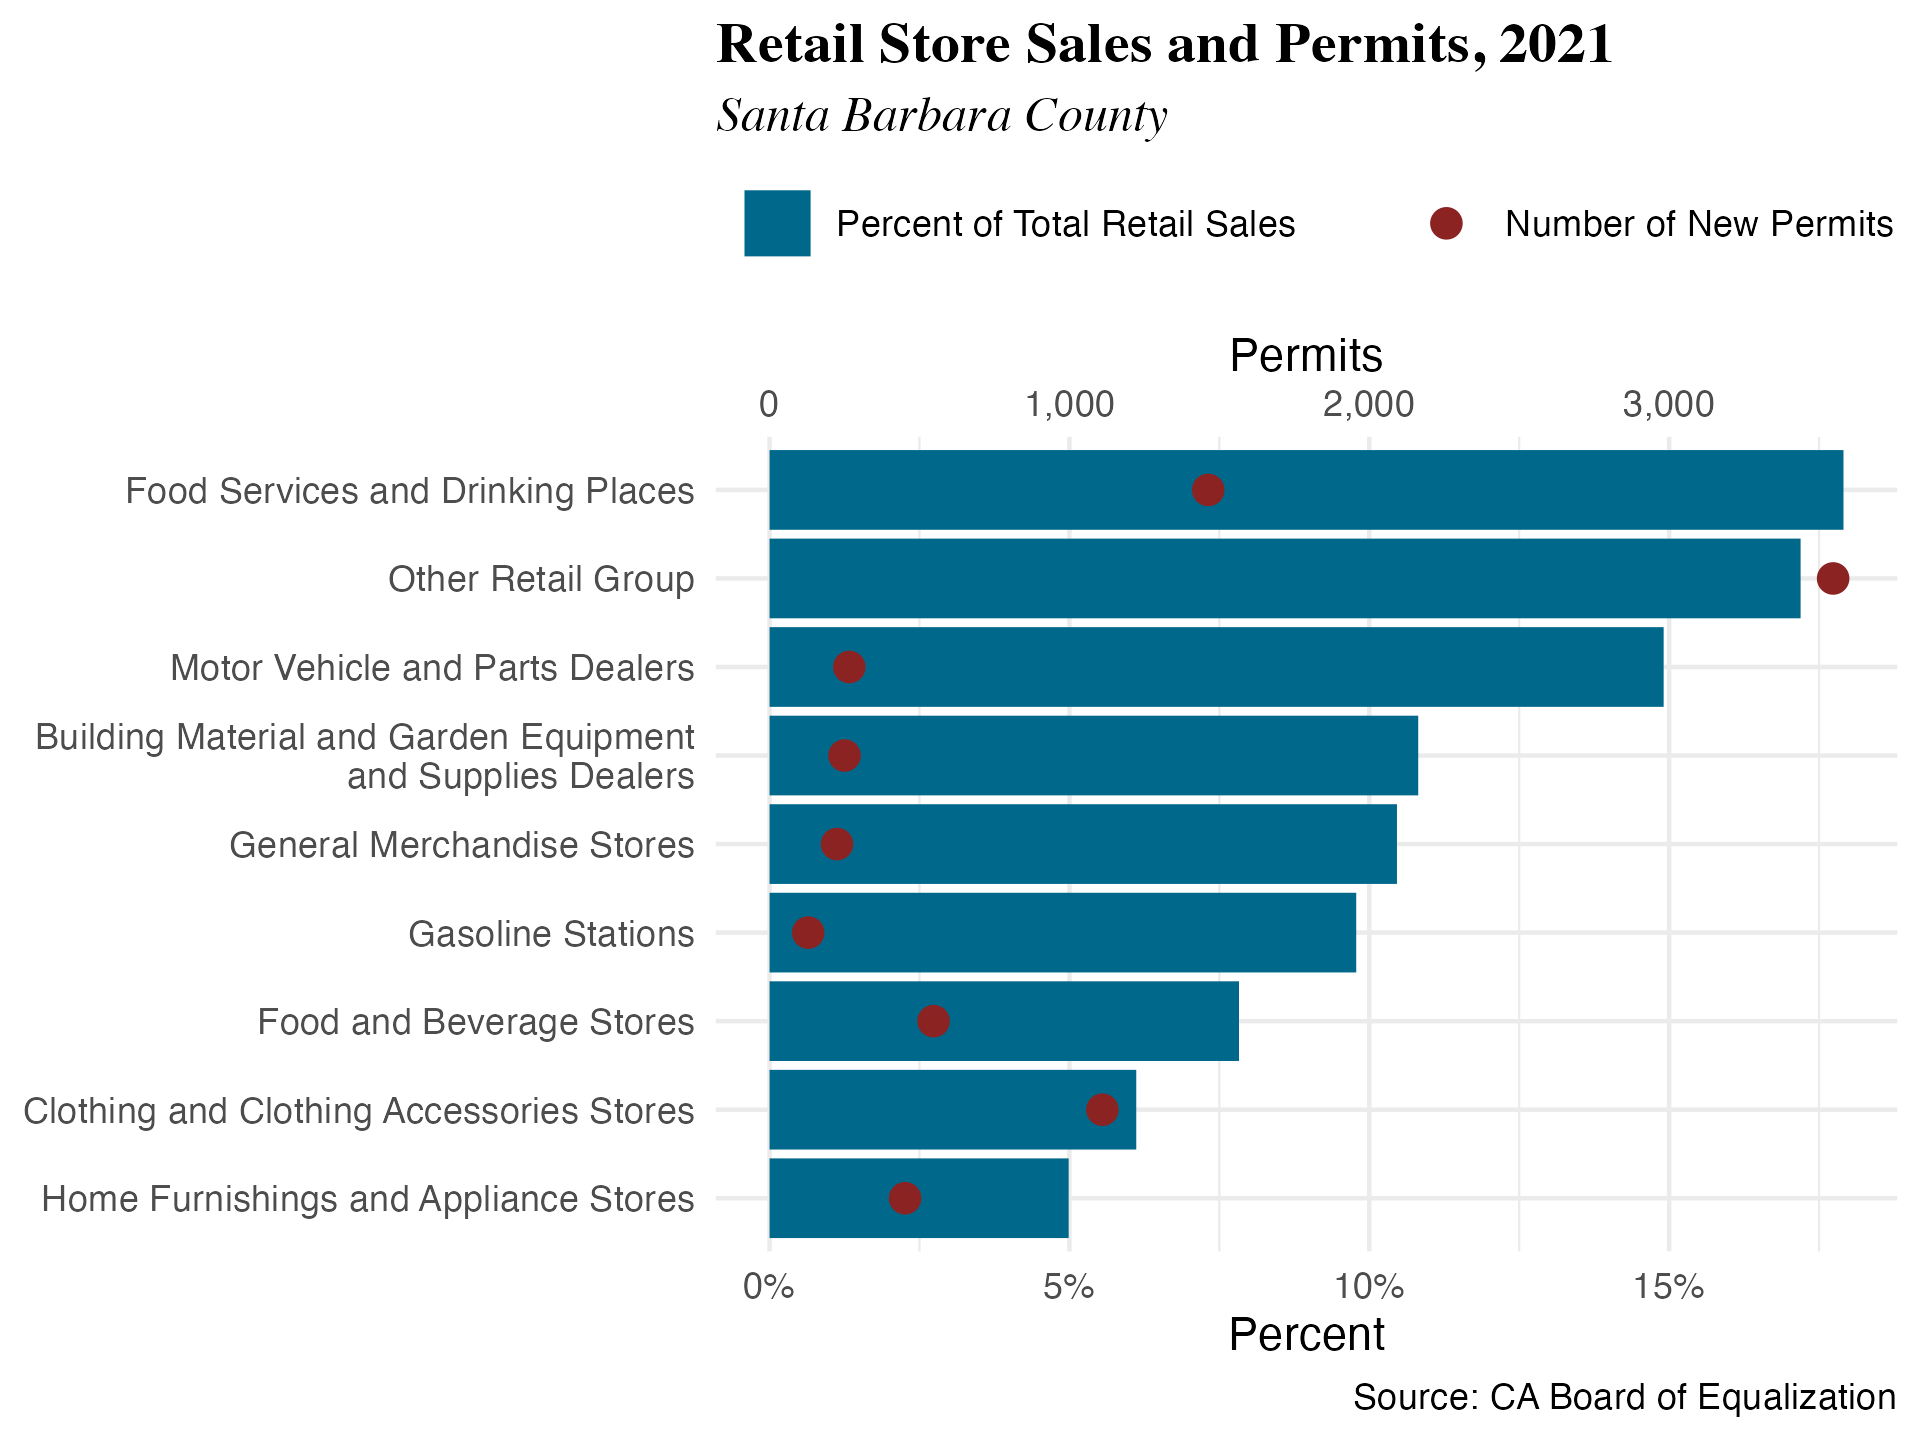 Retail Store Sales and Permits, 2021
Santa Barbara County
Percent of Total Retail Sales
Number of New Permits
Permits
0 1,000 2,000 3,000
Food Services and Drinking Places
Other Retail Group
Motor Vehicle and Parts Dealers
Building Material and Garden Equipment
and Supplies Dealers
General Merchandise Stores
Gasoline Stations
Food and Beverage Stores
Clothing and Clothing Accessories Stores
Home Furnishings and Appliance Stores
0% 5% 10% 15%
Percent
Source: CA Board of Equalization